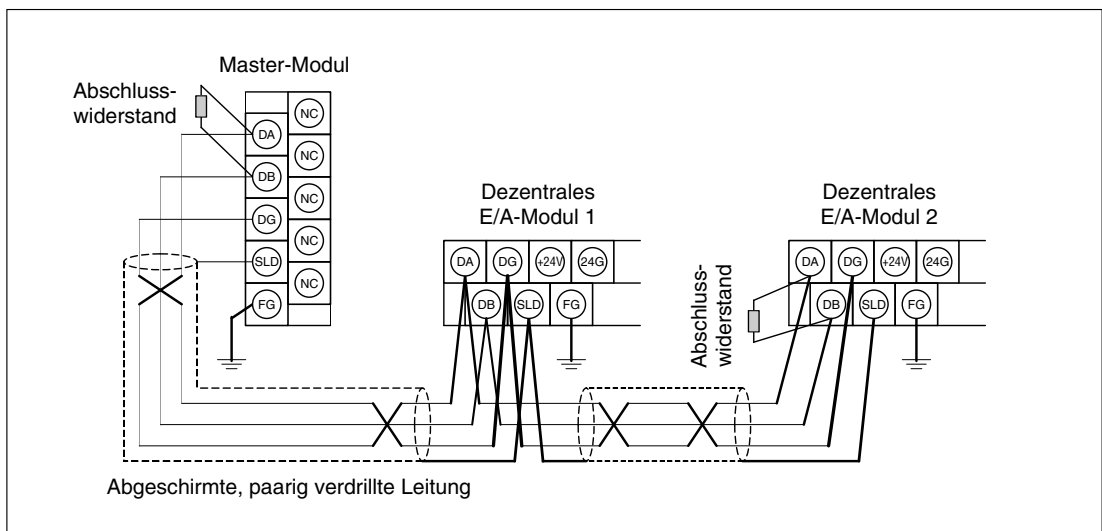 Master-Modul
Abschluss-
widerstand
NC
DA
NC
DB
NC
DG
NC
SLD
NC
FG
Dezentrales
E/A-Modul 1
DA
DG
+24V
24G
DB
SLD
FG
Dezentrales
E/A-Modul 2
DA
DG
+24V
24G
DB
SLD
FG
Abschluss-
widerstand
Abgeschirmte, paarig verdrillte Leitung